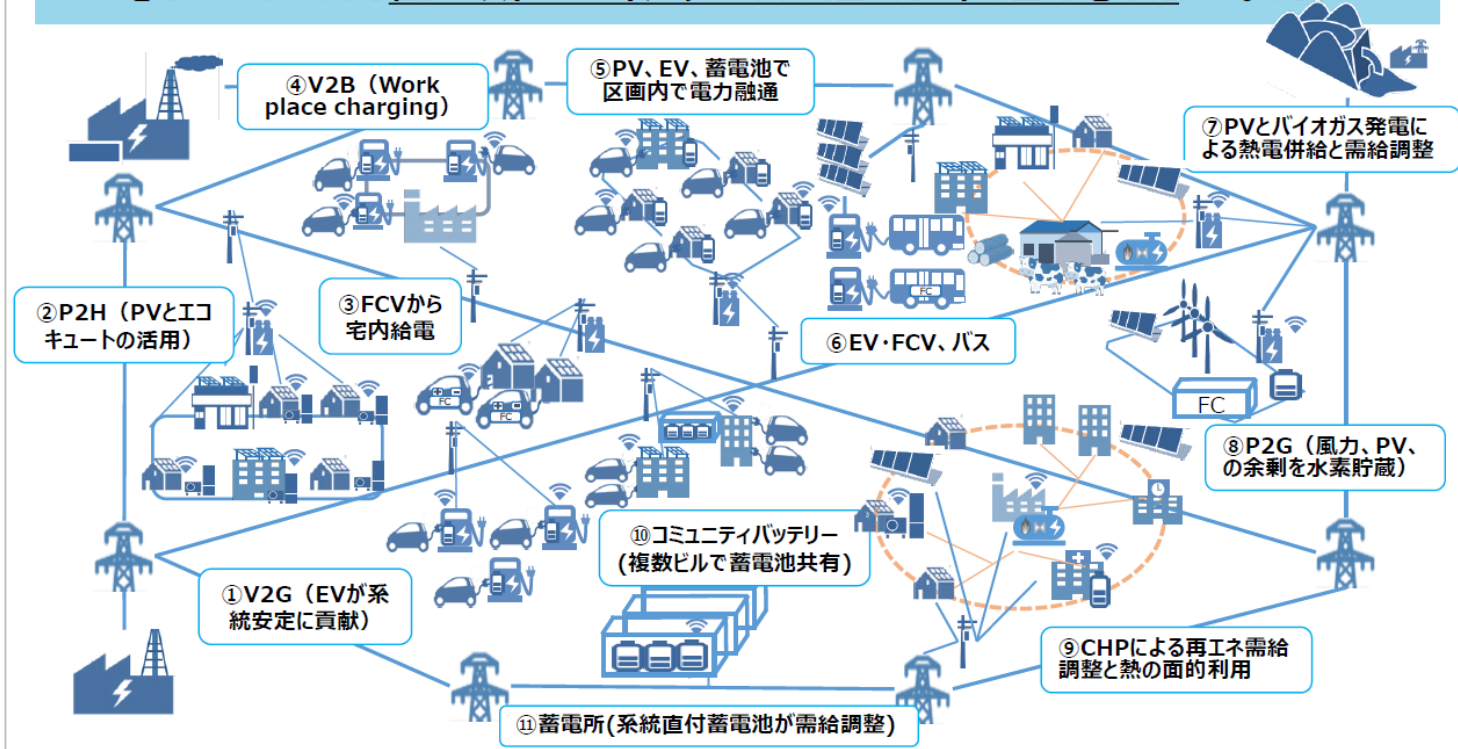 ④V2B（Work
place charging）
⑤PV、EV、蓄電池で
区画内で電力融通
⑦PVとバイオガス発電に
よる熱電併給と需給調整
②P2H（PVとエコ
キュートの活用）
③FCVから
宅内給電
FC
⑥EV・FCV、バス
FC
FC
FC
⑧P2G（風力、PV、
の余剰を水素貯蔵）
⑩コミュニティバッテリー
(複数ビルで蓄電池共有)
①V2G（EVが系
統安定に貢献）
⑨CHPによる再エネ需給
調整と熱の面的利用
⑪蓄電所(系統直付蓄電池が需給調整)